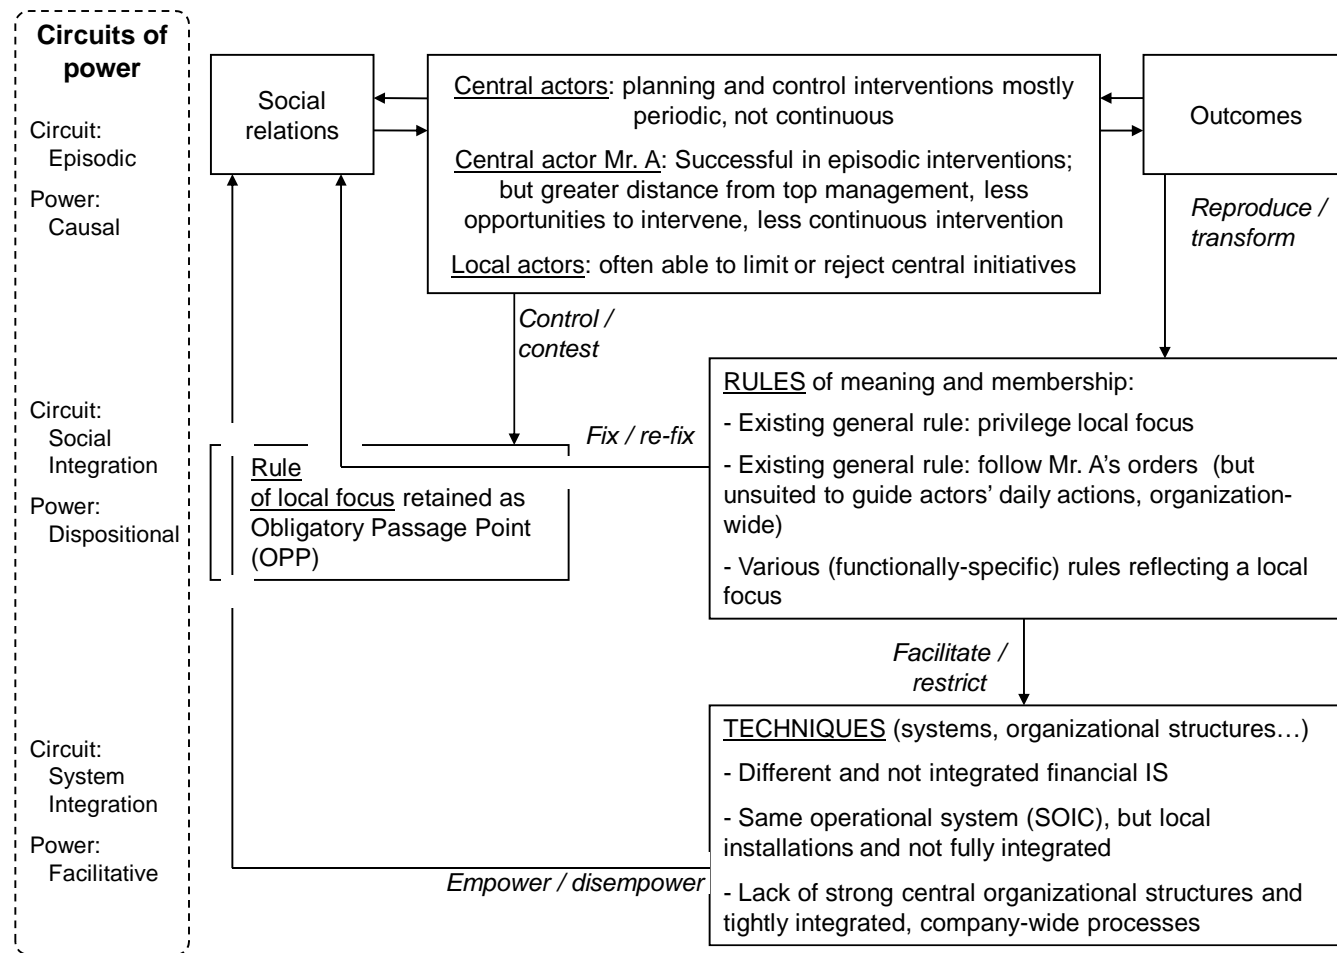 Circuits of
power
Circuit:
Episodic
Power:
Causal
Circuit:
Social
Integration
Power:
Dispositional
Circuit:
System
Integration
Power:
Facilitative
Social
relations
Central actors: planning and control interventions mostly
periodic, not continuous
Central actor Mr. A: Successful in episodic interventions;
but greater distance from top management, less
opportunities to intervene, less continuous intervention
Local actors: often able to limit or reject central initiatives
Outcomes
Reproduce /
transform
Control /
contest
Fix / re-fix
Rule
of local focus retained as
Obligatory Passage Point
(OPP)
RULES of meaning and membership:
- Existing general rule: privilege local focus
- Existing general rule: follow Mr. A's orders (but
unsuited to guide actors' daily actions, organization-
wide)
- Various (functionally-specific) rules reflecting a local
focus
Facilitate /
restrict
TECHNIQUES (systems, organizational structures…)
- Different and not integrated financial IS
- Same operational system (SOIC), but local
installations and not fully integrated
- Lack of strong central organizational structures and
tightly integrated, company-wide processes
Empower / disempower